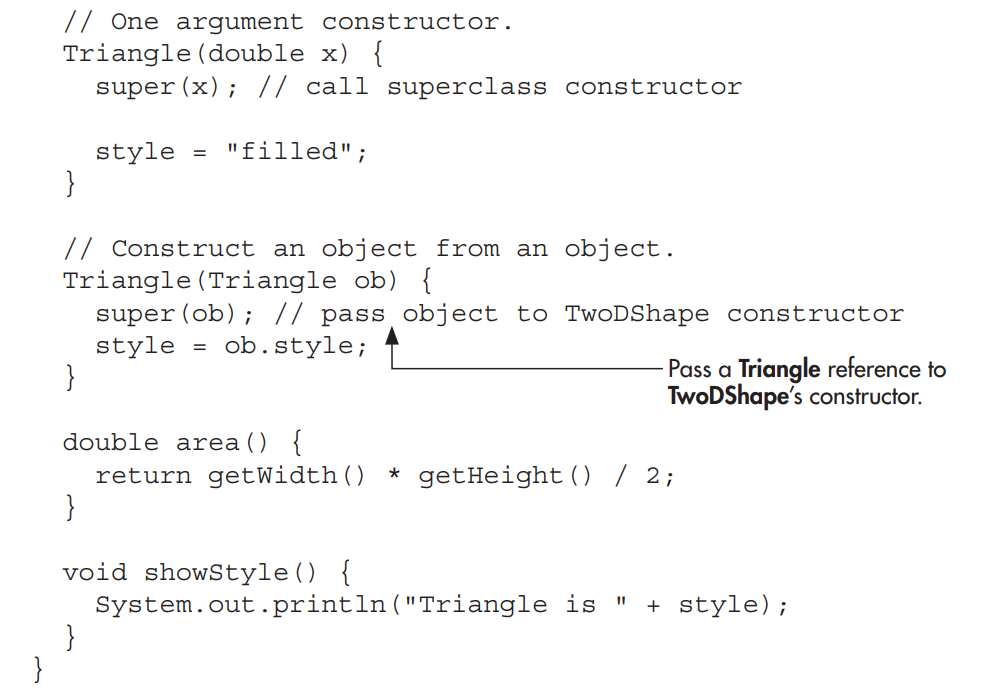 // One argument constructor.
Triangle(double x) {
super(x); // call superclass constructor
style = "filled";
}
// Construct an object from an object.
Triangle(Triangle ob) {
super(ob); // pass object to TwoDShape constructor
style = ob.style;
}
Pass a Triangle reference to
TwoDShape's constructor.
double area() {
return getWidth() * getHeight() / 2;
}
void showStyle() {
System.out.println("Triangle is " + style);
}
}